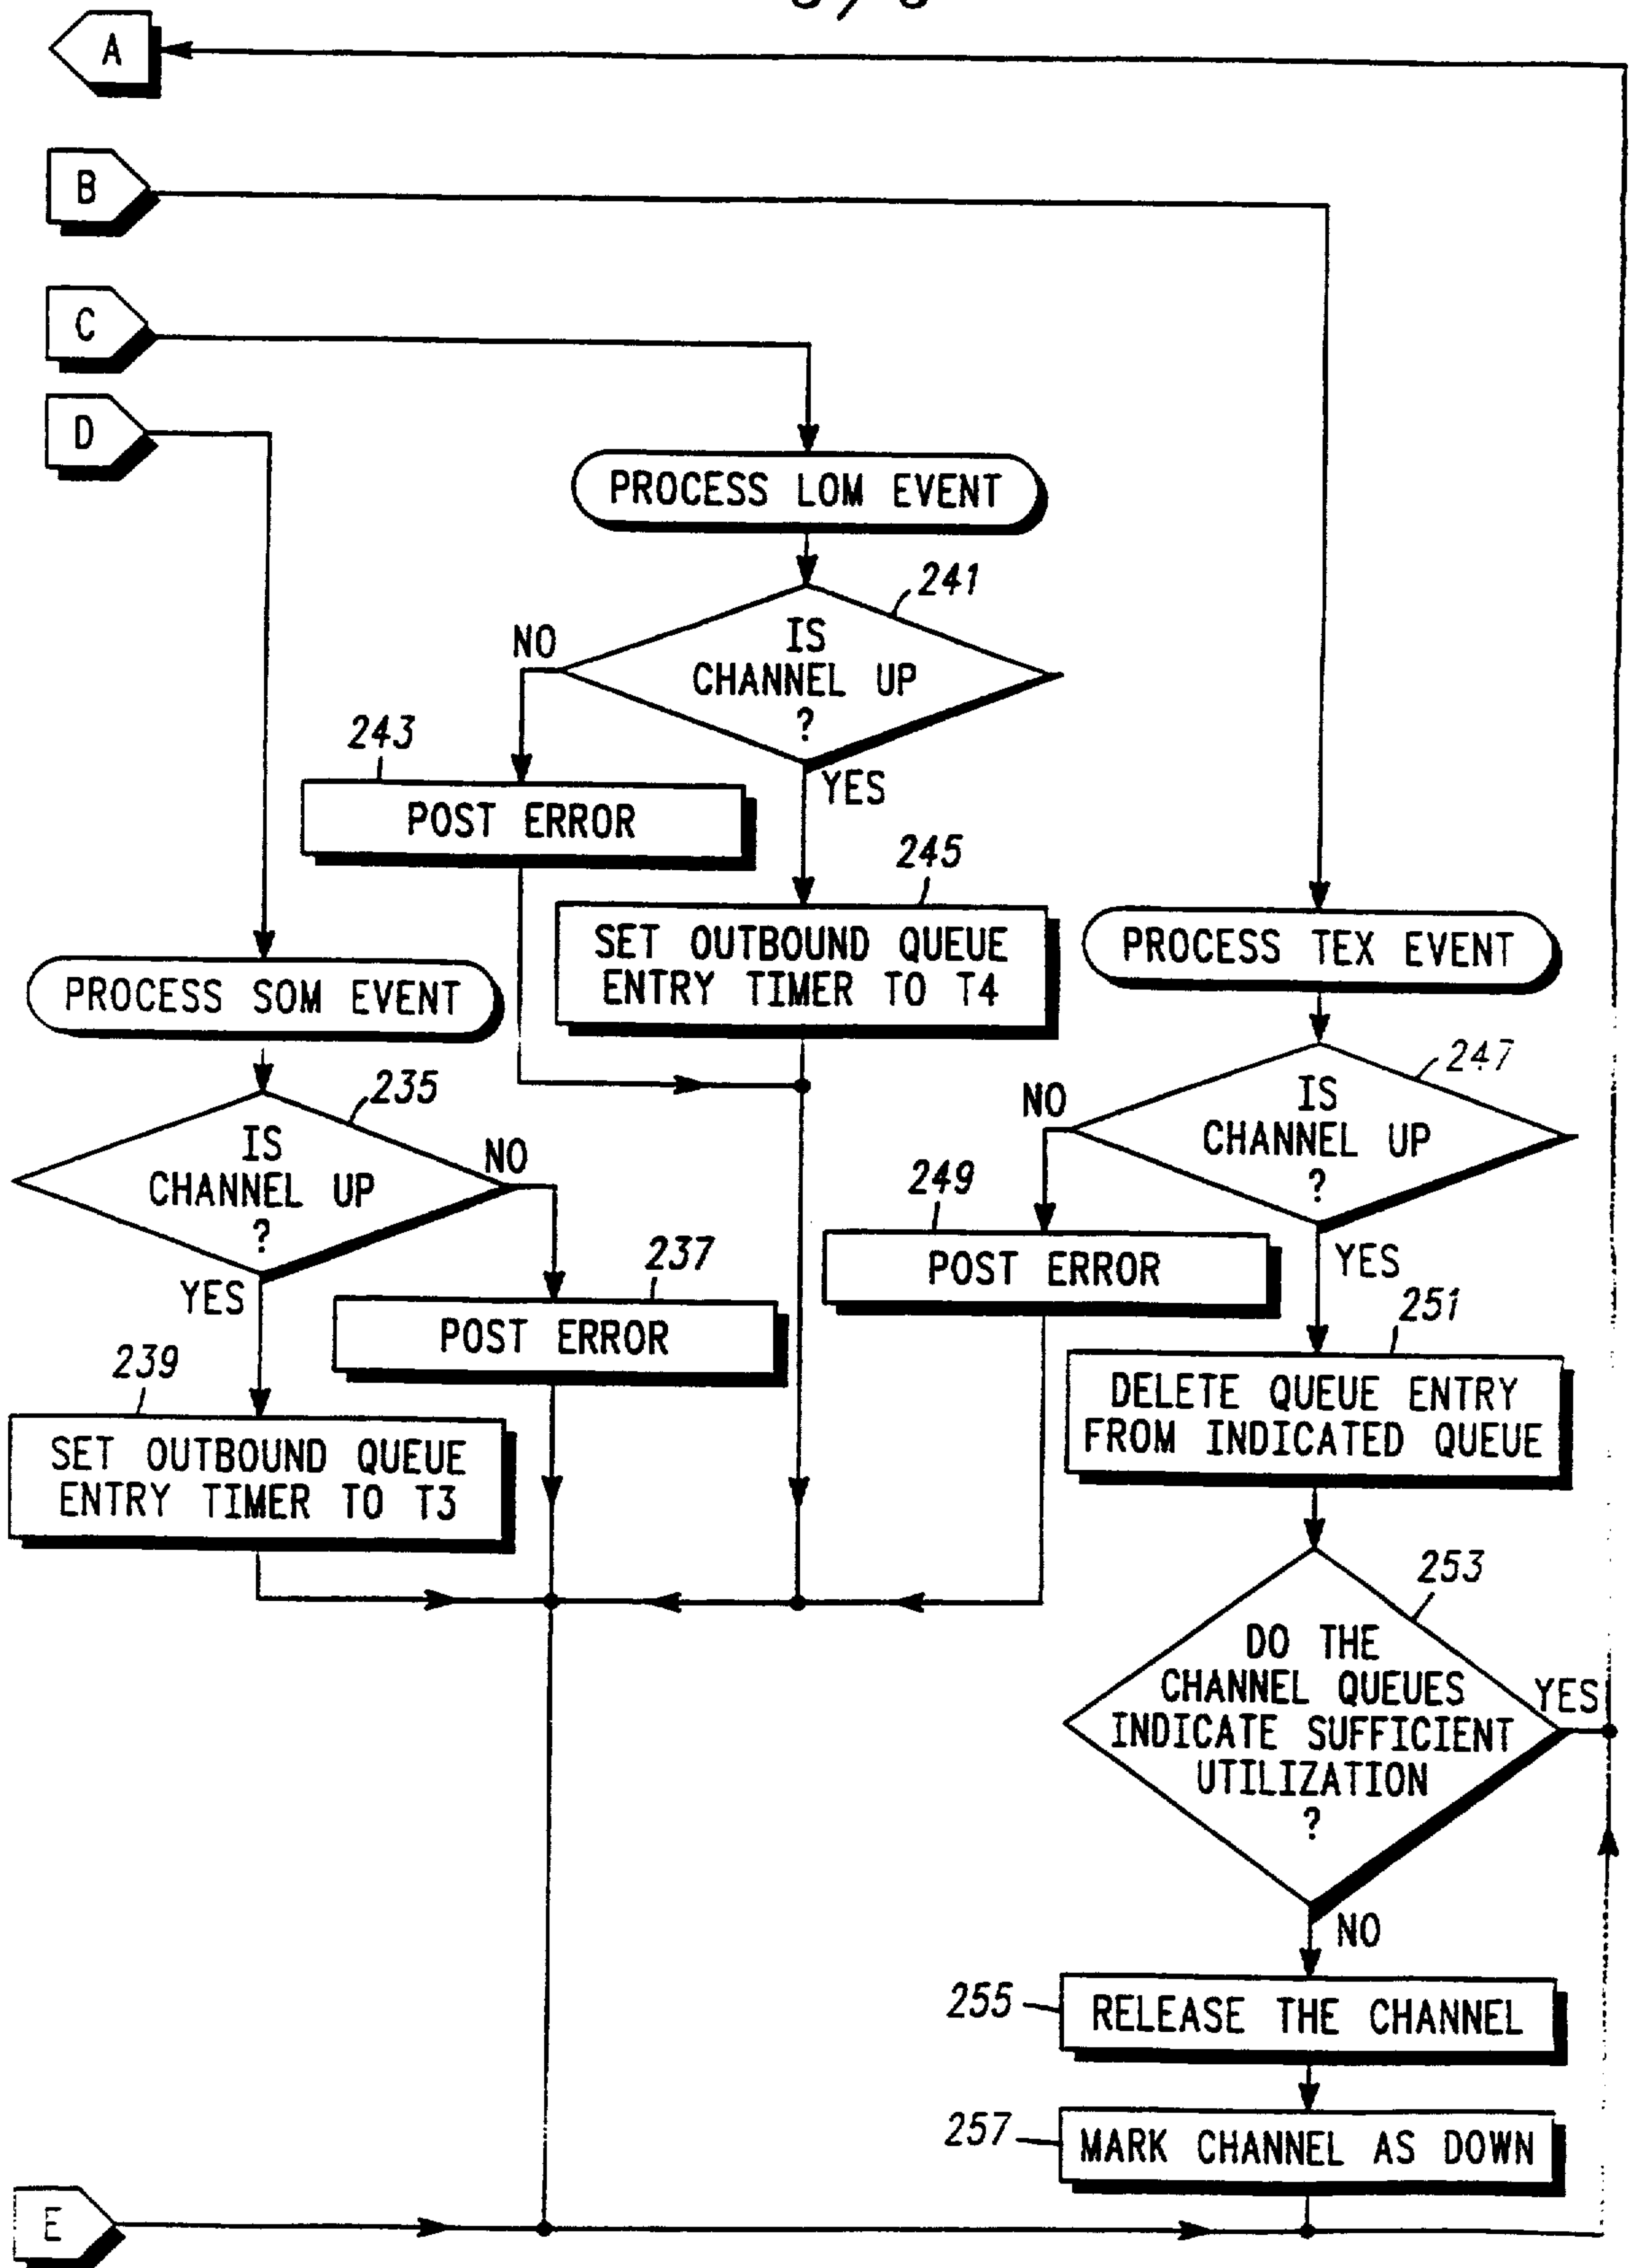 A
B
C
D
PROCESS LOM EVENT
241
IS
CHANNEL UP
?
NO
YES
243
POST ERROR
245
SET OUTBOUND QUEUE
ENTRY TIMER TO T4
PROCESS TEX EVENT
PROCESS SOM EVENT
235
IS
CHANNEL UP
?
NO
YES
237
POST ERROR
239
SET OUTBOUND QUEUE
ENTRY TIMER TO T3
247
IS
CHANNEL UP
?
NO
YES
249
POST ERROR
251
DELETE QUEUE ENTRY
FROM INDICATED QUEUE
253
DO THE
CHANNEL QUEUES
INDICATE SUFFICIENT
UTILIZATION
?
YES
NO
255
RELEASE THE CHANNEL
257
MARK CHANNEL AS DOWN
E